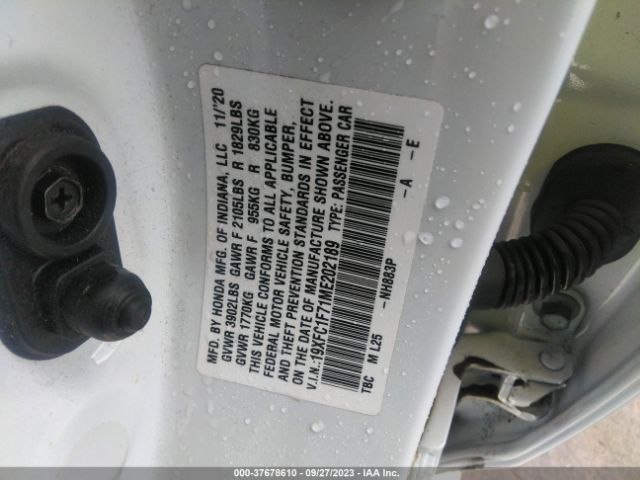 MFD. BY HONDA MFG. OF INDIANA, LLC 11/'20
GVWR 3902LBS GAWR F 2105LBS R 1829LBS
GVWR 1770KG GAWR F 955KG R 830KG
THIS VEHICLE CONFORMS TO ALL APPLICABLE
FEDERAL MOTOR VEHICLE SAFETY, BUMPER,
AND THEFT PREVENTION STANDARDS IN EFFECT
ON THE DATE OF MANUFACTURE SHOWN ABOVE.
V.I.N.:19XFC1F71ME202189 TYPE: PASSENGER CAR
TBC M L25 -NH883P -A -E
000-37678610 - 09/27/2023 - IAA Inc.